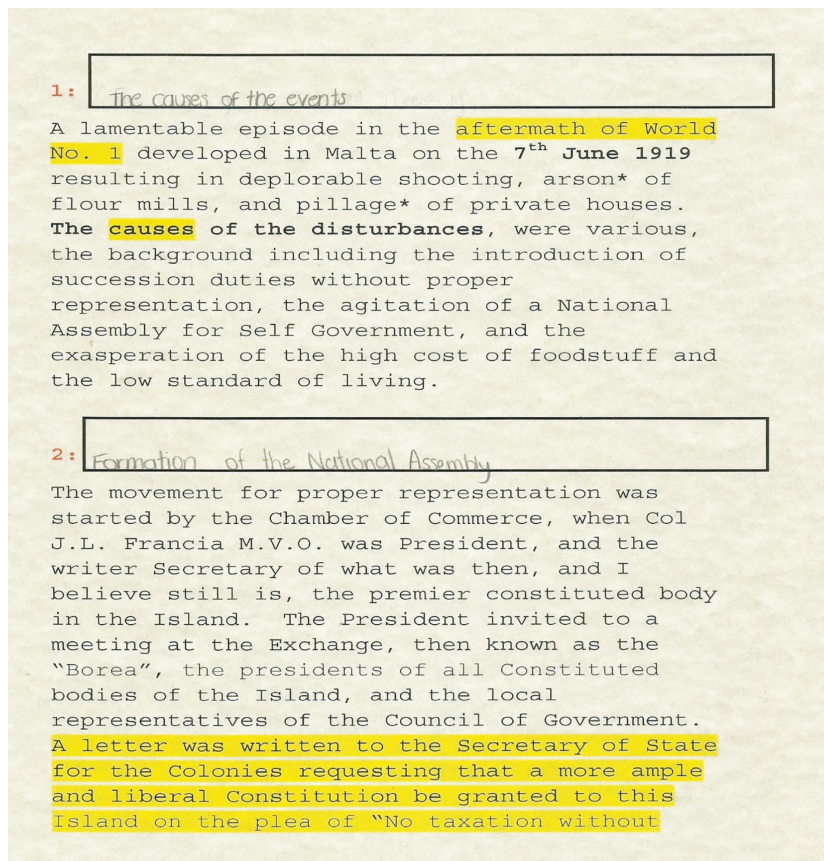 1:
The causes of the events
A lamentable episode in the aftermath of World
No. 1 developed in Malta on the 7th June 1919
resulting in deplorable shooting, arson* of
flour mills, and pillage* of private houses.
The causes of the disturbances, were various,
the background including the introduction of
succession duties without proper
representation, the agitation of a National
Assembly for Self Government, and the
exasperation of the high cost of foodstuff and
the low standard of living.
2:
Formation of the National Assembly
The movement for proper representation was
started by the Chamber of Commerce, when Col
J.L. Francia M.V.O. was President, and the
writer Secretary of what was then, and I
believe still is, the premier constituted body
in the Island. The President invited to a
meeting at the Exchange, then known as the
“Borea”, the presidents of all Constituted
bodies of the Island, and the local
representatives of the Council of Government.
A letter was written to the Secretary of State
for the Colonies requesting that a more ample
and liberal Constitution be granted to this
Island on the plea of “No taxation without